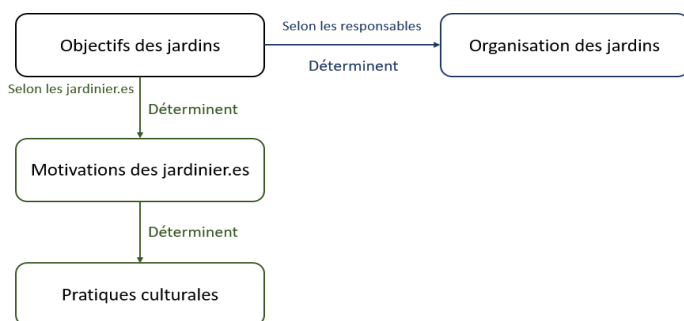 Objectifs des jardins
Selon les responsables
Déterminent
Organisation des jardins
Selon les jardinier.es
Déterminent
Motivations des jardinier.es
Déterminent
Pratiques culturales